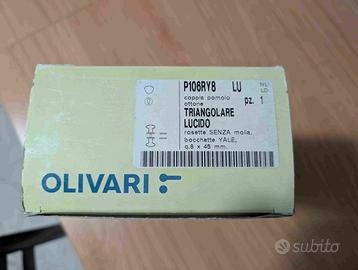 P106RY8 LU
coppia pomolo
ottone pz. 1
TRIANGOLARE
LUCIDO
rosette SENZA molla,
bocchette YALE,
q.8 x 45 mm.
OLIVARI
subito